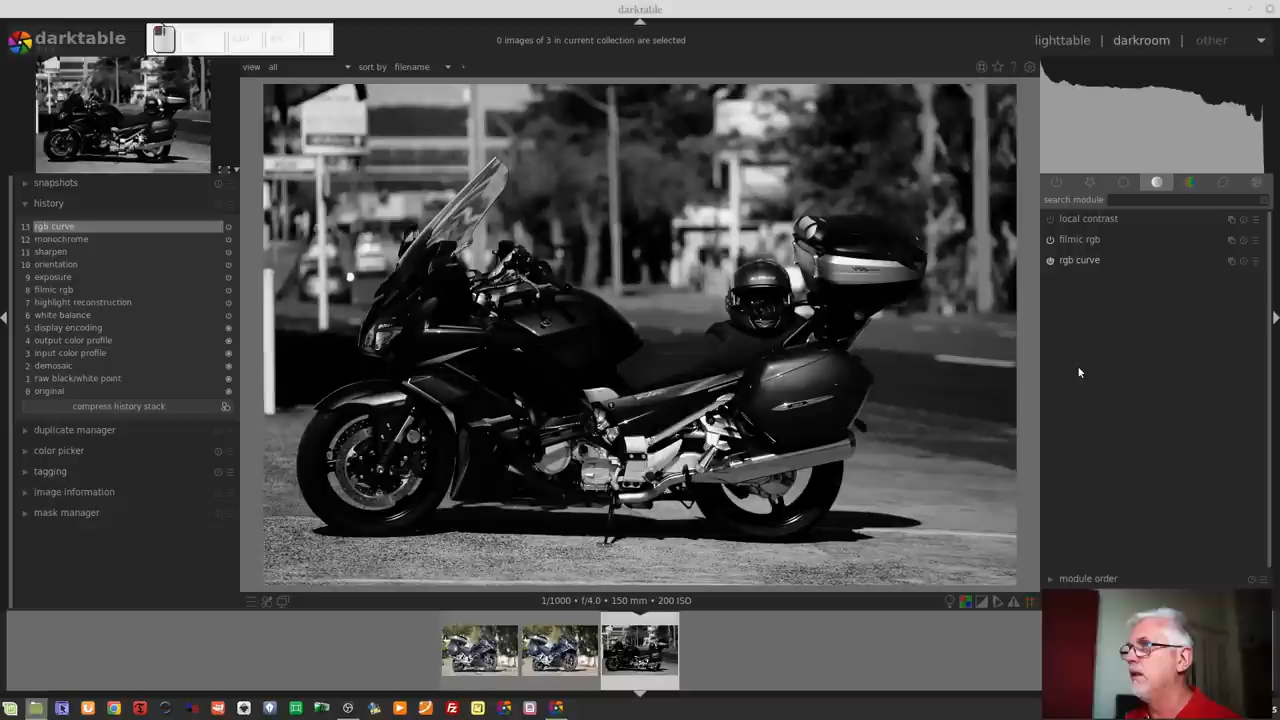 darktable
darktable
0 images of 3 in current collection are selected
lighttable | darkroom | other
view all sort by filename
snapshots
history
13 rgb curve
12 monochrome
11 sharpen
10 orientation
9 exposure
8 filmic rgb
7 highlight reconstruction
6 white balance
5 display encoding
4 output color profile
3 input color profile
2 demosaic
1 raw black/white point
0 original
compress history stack
duplicate manager
color picker
tagging
image information
mask manager
search module
local contrast
filmic rgb
rgb curve
module order
1/1000 • f/4.0 • 150 mm • 200 ISO